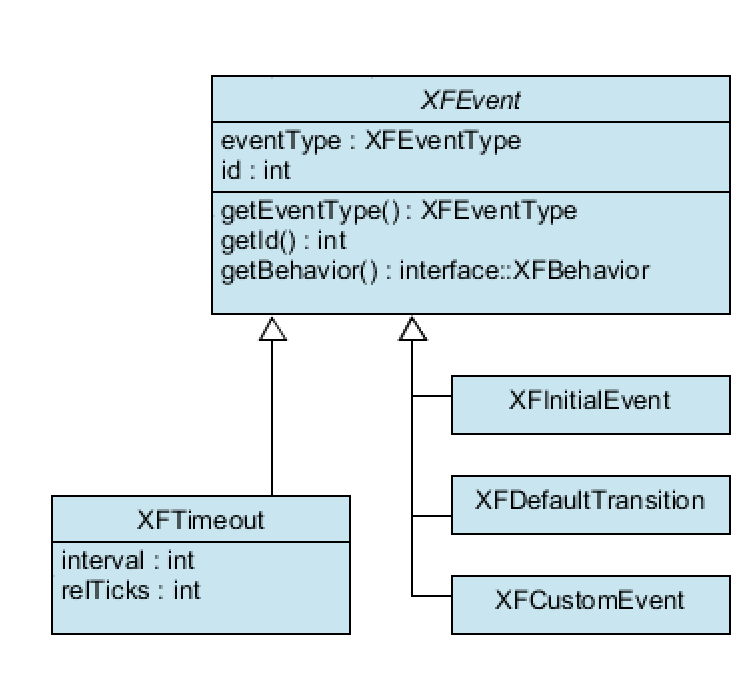 XFEvent
eventType : XFEventType
id : int
getEventType() : XFEventType
getId() : int
getBehavior() : interface::XFBehavior
XFInitialEvent
XFDefaultTransition
XFTimeout
interval : int
relTicks : int
XFCustomEvent